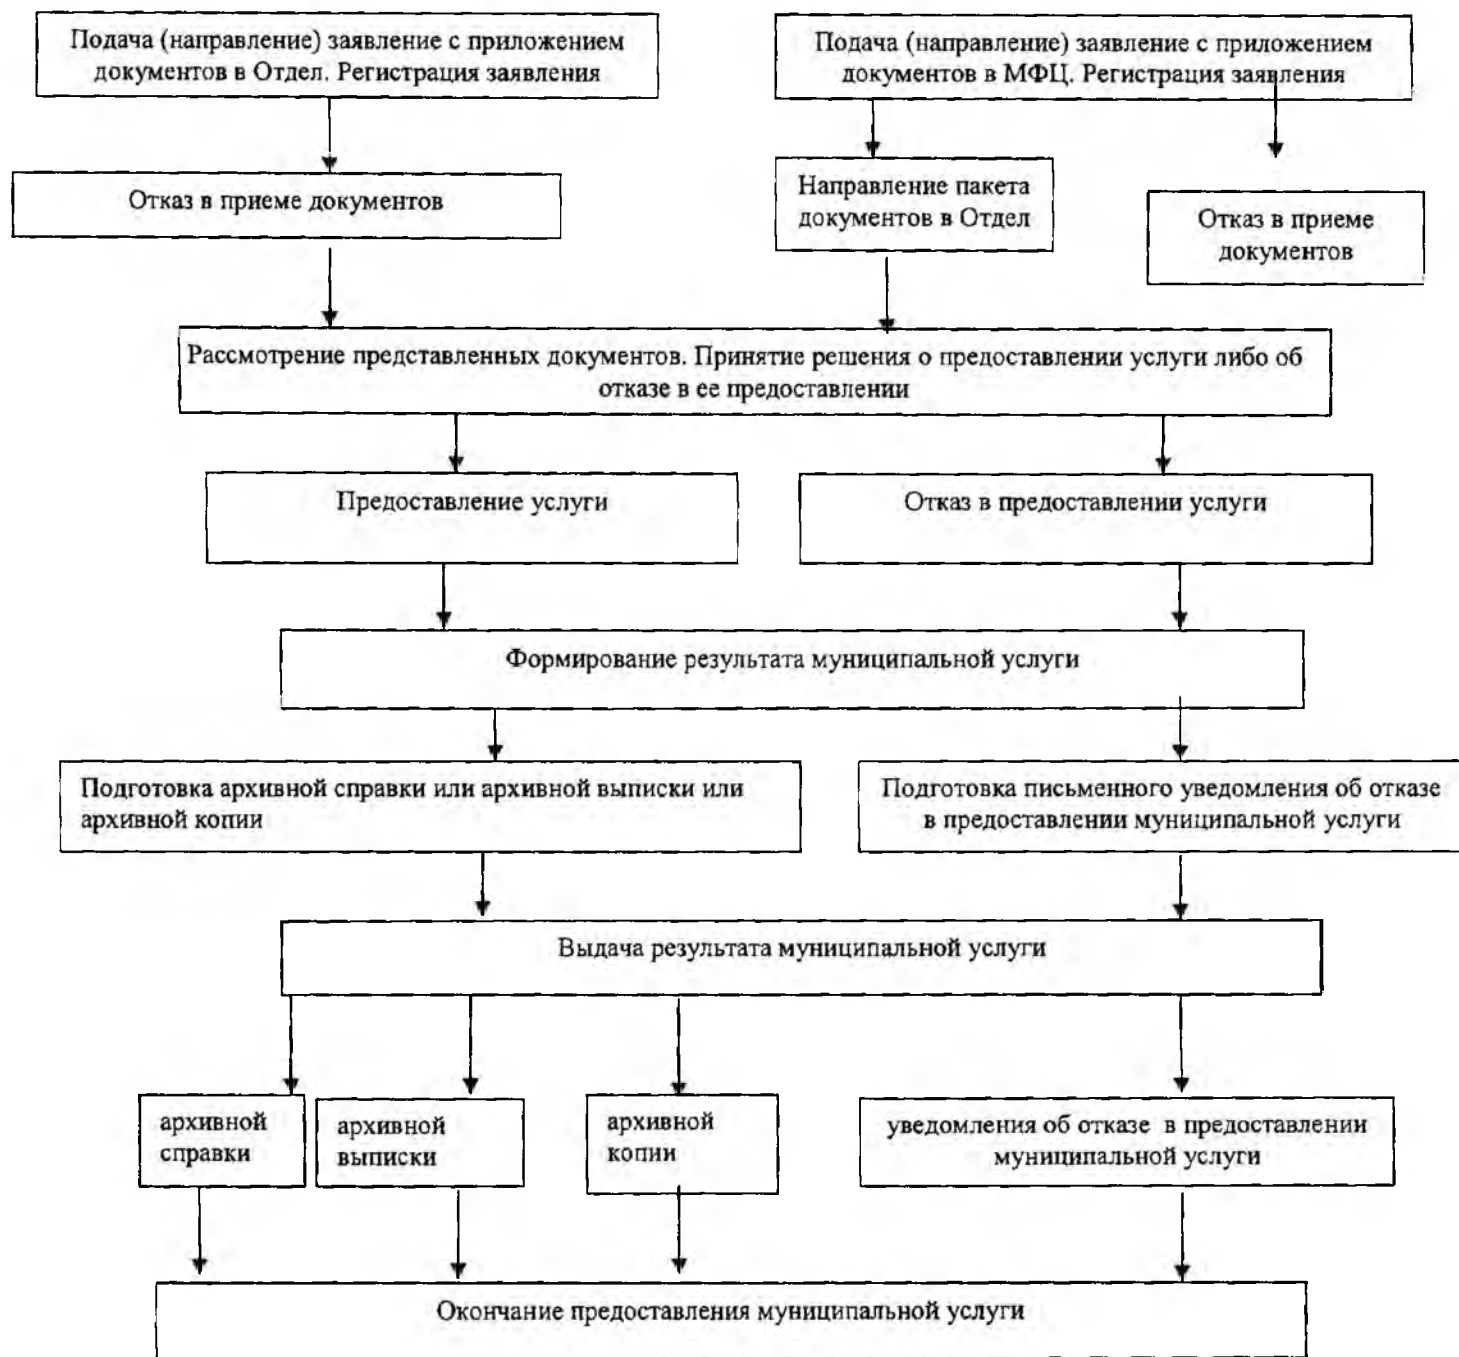 Подача (направление) заявление с приложением
документов в Отдел. Регистрация заявления
Подача (направление) заявление с приложением
документов в МФЦ. Регистрация заявления
Отказ в приеме документов
Направление пакета
документов в Отдел
Отказ в приеме
документов
Рассмотрение представленных документов. Принятие решения о предоставлении услуги либо об
отказе в ее предоставлении
Предоставление услуги
Отказ в предоставлении услуги
Формирование результата муниципальной услуги
Подготовка архивной справки или архивной выписки или
архивной копии
Подготовка письменного уведомления об отказе
в предоставлении муниципальной услуги
Выдача результата муниципальной услуги
архивной
справки
архивной
выписки
архивной
копии
уведомления об отказе в предоставлении
муниципальной услуги
Окончание предоставления муниципальной услуги